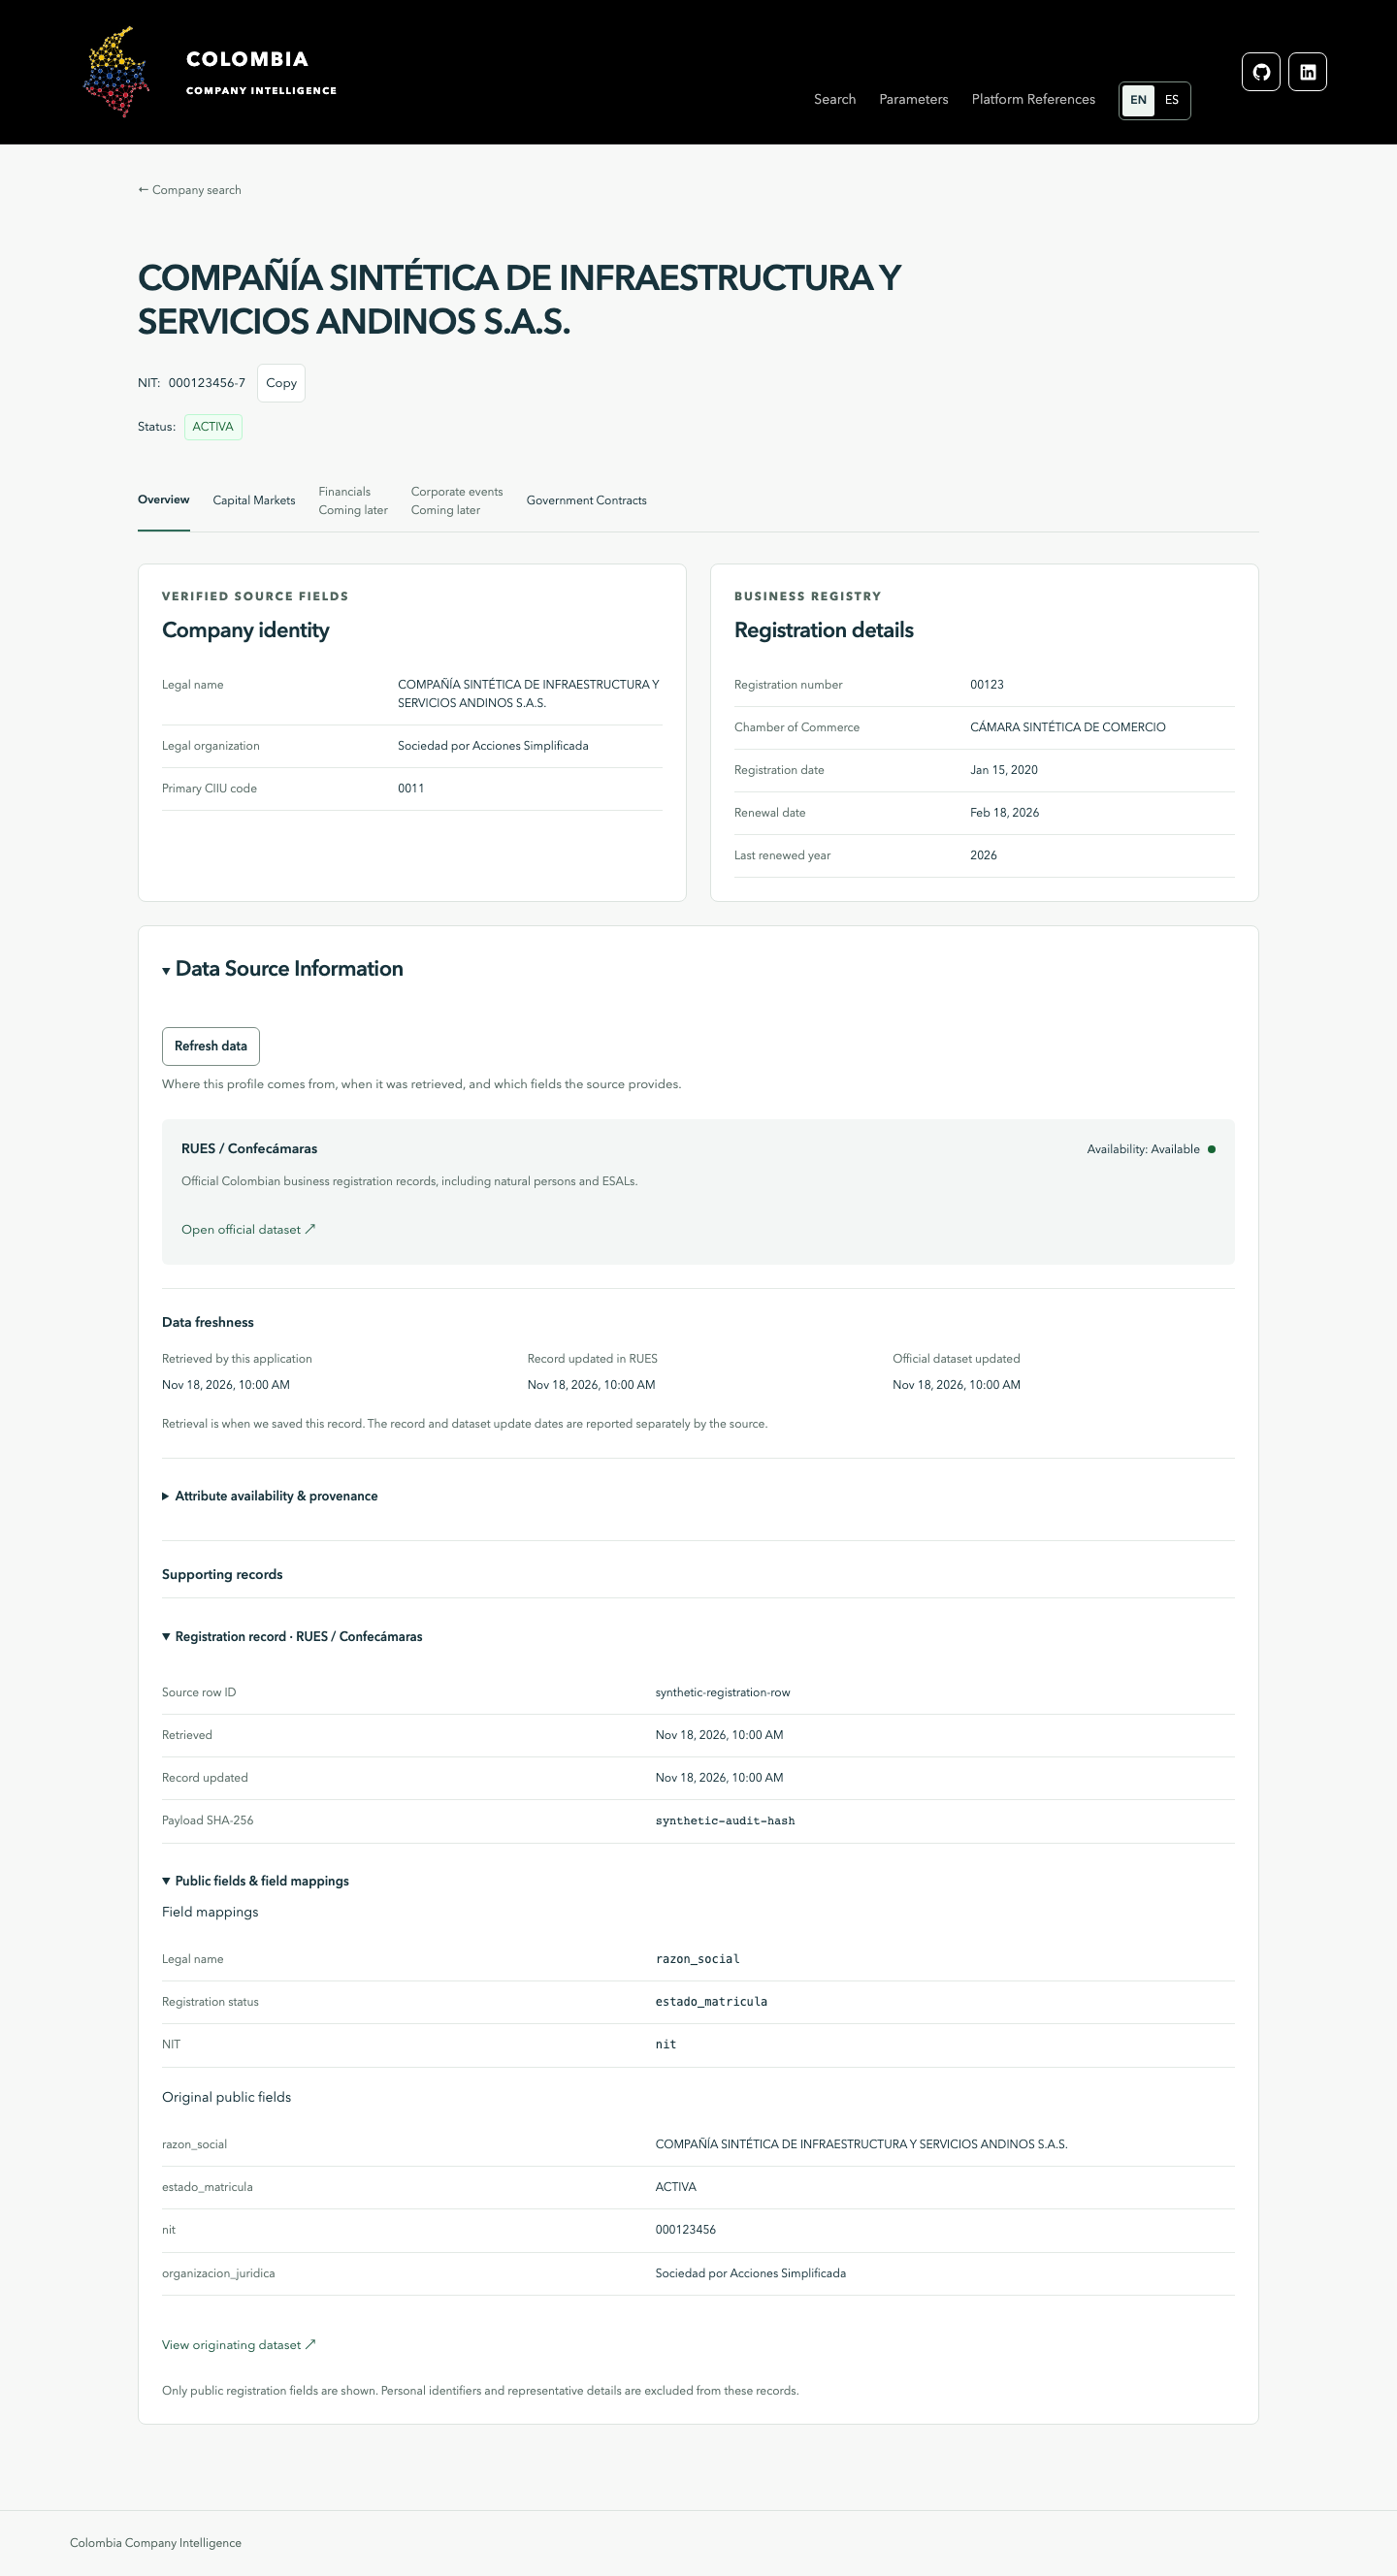 COLOMBIA
COMPANY INTELLIGENCE
Search Parameters Platform References EN ES
← Company search
COMPAÑÍA SINTÉTICA DE INFRAESTRUCTURA Y
SERVICIOS ANDINOS S.A.S.
NIT: 000123456-7 Copy
Status: ACTIVA
Overview
Capital Markets
Financials
Coming later
Corporate events
Coming later
Government Contracts
VERIFIED SOURCE FIELDS
Company identity
Legal name COMPAÑÍA SINTÉTICA DE INFRAESTRUCTURA Y
SERVICIOS ANDINOS S.A.S.
Legal organization Sociedad por Acciones Simplificada
Primary CIIU code 0011
BUSINESS REGISTRY
Registration details
Registration number 00123
Chamber of Commerce CÁMARA SINTÉTICA DE COMERCIO
Registration date Jan 15, 2020
Renewal date Feb 18, 2026
Last renewed year 2026
▼ Data Source Information
Refresh data
Where this profile comes from, when it was retrieved, and which fields the source provides.
RUES / Confecámaras Availability: Available
Official Colombian business registration records, including natural persons and ESALs.
Open official dataset ↗
Data freshness
Retrieved by this application Record updated in RUES Official dataset updated
Nov 18, 2026, 10:00 AM Nov 18, 2026, 10:00 AM Nov 18, 2026, 10:00 AM
Retrieval is when we saved this record. The record and dataset update dates are reported separately by the source.
▶ Attribute availability & provenance
Supporting records
▼ Registration record · RUES / Confecámaras
Source row ID synthetic-registration-row
Retrieved Nov 18, 2026, 10:00 AM
Record updated Nov 18, 2026, 10:00 AM
Payload SHA-256 synthetic-audit-hash
▼ Public fields & field mappings
Field mappings
Legal name razon_social
Registration status estado_matricula
NIT nit
Original public fields
razon_social COMPAÑÍA SINTÉTICA DE INFRAESTRUCTURA Y SERVICIOS ANDINOS S.A.S.
estado_matricula ACTIVA
nit 000123456
organizacion_juridica Sociedad por Acciones Simplificada
View originating dataset ↗
Only public registration fields are shown. Personal identifiers and representative details are excluded from these records.
Colombia Company Intelligence